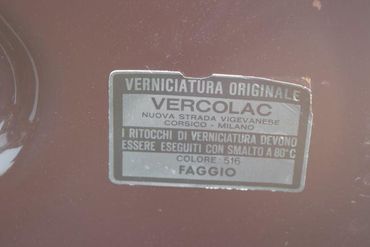 VERNICIATURA ORIGINALE
VERCOLAC
NUOVA STRADA VIGEVANESE
CORSICO - MILANO
I RITOCCHI DI VERNICIATURA DEVONO
ESSERE ESEGUITI CON SMALTO A 80°C
COLORE: 516
FAGGIO